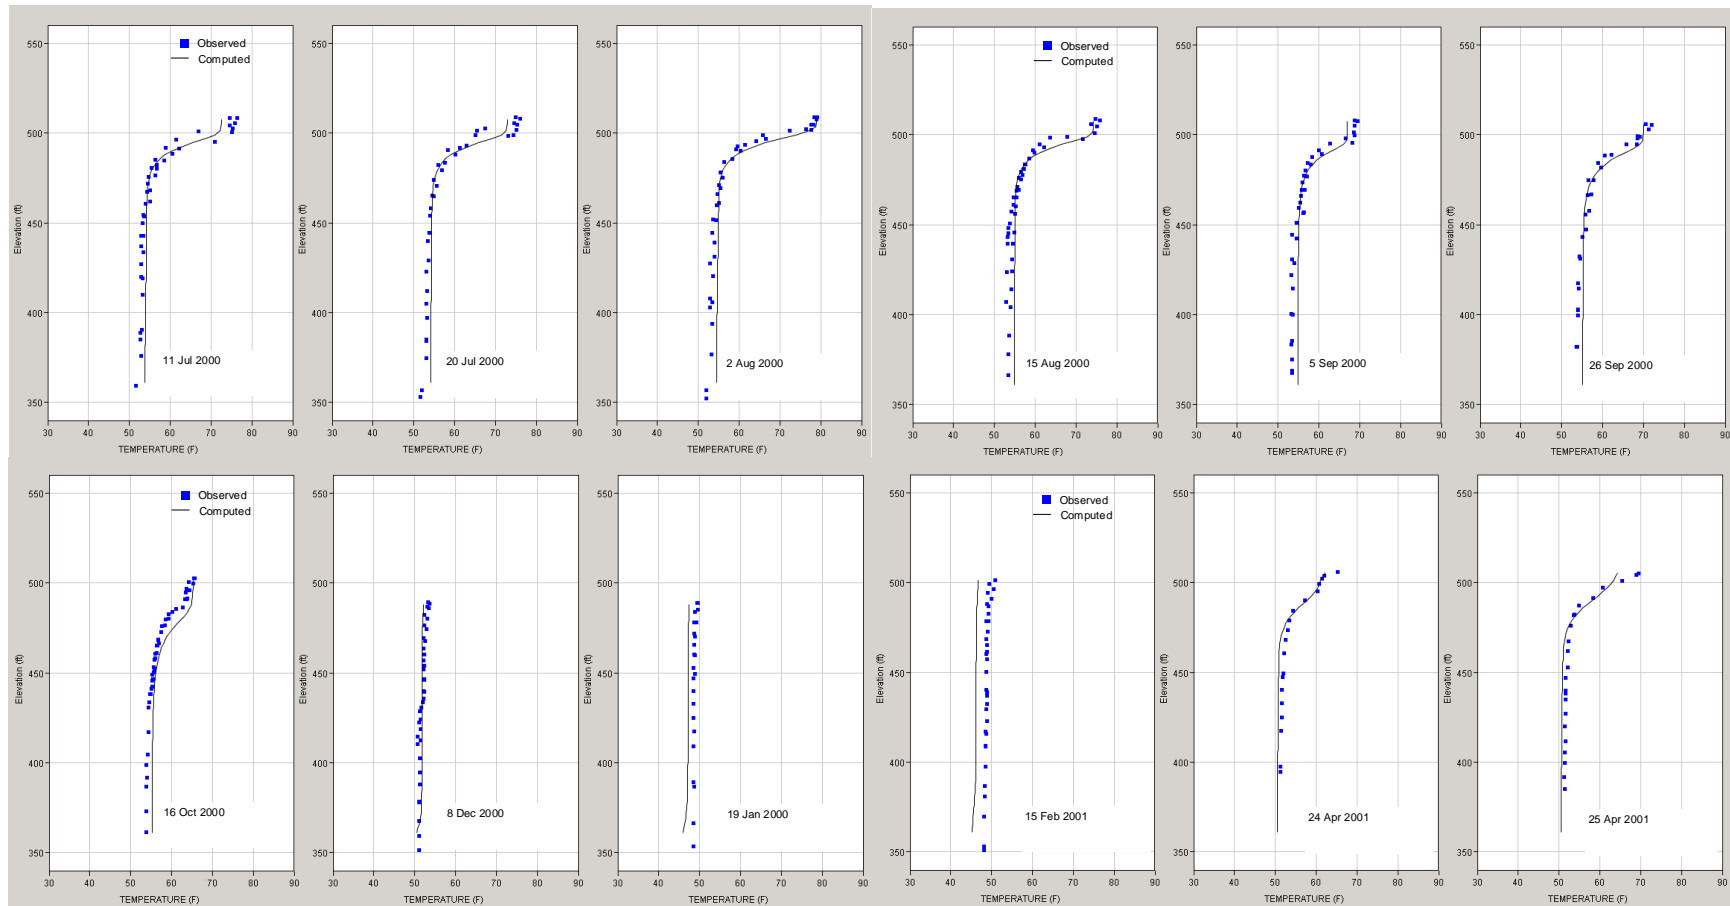 550
500
450
400
350
Elevation (ft)
Observed
Computed
11 Jul 2000
30 40 50 60 70 80 90
TEMPERATURE (F)
550
500
450
400
350
Elevation (ft)
20 Jul 2000
30 40 50 60 70 80 90
TEMPERATURE (F)
550
500
450
400
350
Elevation (ft)
2 Aug 2000
30 40 50 60 70 80 90
TEMPERATURE (F)
550
500
450
400
350
Elevation (ft)
Observed
Computed
15 Aug 2000
30 40 50 60 70 80 90
TEMPERATURE (F)
550
500
450
400
350
Elevation (ft)
5 Sep 2000
30 40 50 60 70 80 90
TEMPERATURE (F)
550
500
450
400
350
Elevation (ft)
26 Sep 2000
30 40 50 60 70 80 90
TEMPERATURE (F)
550
500
450
400
350
Elevation (ft)
Observed
Computed
16 Oct 2000
30 40 50 60 70 80 90
TEMPERATURE (F)
550
500
450
400
350
Elevation (ft)
8 Dec 2000
30 40 50 60 70 80 90
TEMPERATURE (F)
550
500
450
400
350
Elevation (ft)
19 Jan 2000
30 40 50 60 70 80 90
TEMPERATURE (F)
550
500
450
400
350
Elevation (ft)
Observed
Computed
15 Feb 2001
30 40 50 60 70 80 90
TEMPERATURE (F)
550
500
450
400
350
Elevation (ft)
24 Apr 2001
30 40 50 60 70 80 90
TEMPERATURE (F)
550
500
450
400
350
Elevation (ft)
25 Apr 2001
30 40 50 60 70 80 90
TEMPERATURE (F)